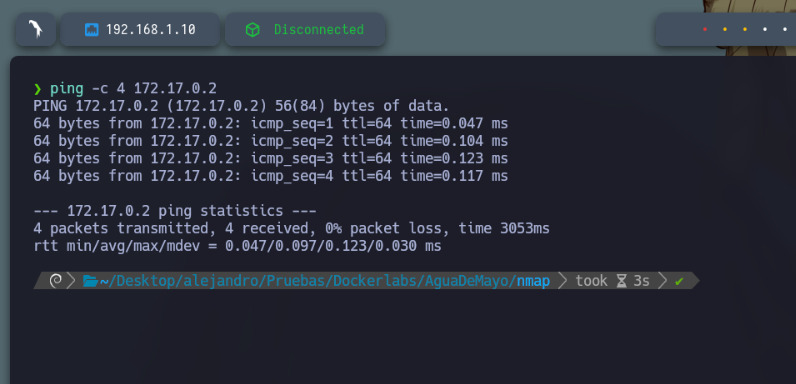 192.168.1.10
Disconnected
❯ ping -c 4 172.17.0.2
PING 172.17.0.2 (172.17.0.2) 56(84) bytes of data.
64 bytes from 172.17.0.2: icmp_seq=1 ttl=64 time=0.047 ms
64 bytes from 172.17.0.2: icmp_seq=2 ttl=64 time=0.104 ms
64 bytes from 172.17.0.2: icmp_seq=3 ttl=64 time=0.123 ms
64 bytes from 172.17.0.2: icmp_seq=4 ttl=64 time=0.117 ms
--- 172.17.0.2 ping statistics ---
4 packets transmitted, 4 received, 0% packet loss, time 3053ms
rtt min/avg/max/mdev = 0.047/0.097/0.123/0.030 ms
~/Desktop/alejandro/Pruebas/Dockerlabs/AguaDeMayo/nmap took 3s ✔